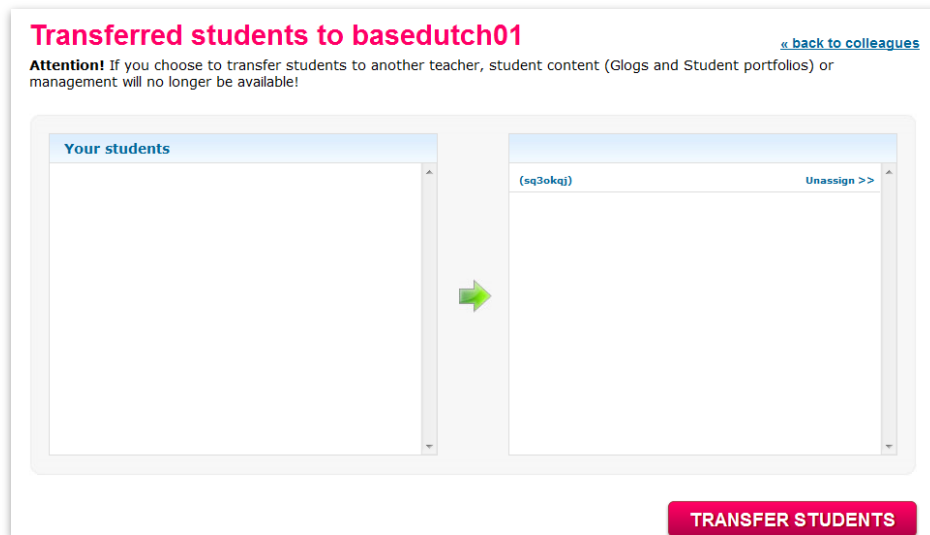 Transferred students to basedutch01
« back to colleagues
Attention! If you choose to transfer students to another teacher, student content (Glogs and Student portfolios) or
management will no longer be available!
Your students
(sq3okqj) Unassign >>
TRANSFER STUDENTS